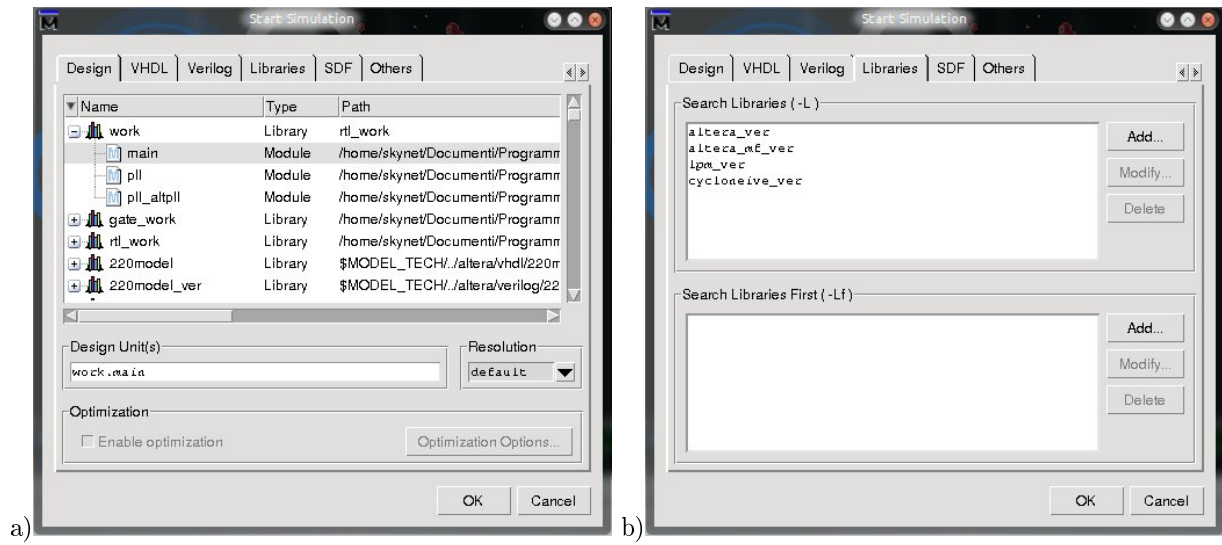 Start Simulation
Design VHDL Verilog Libraries SDF Others
Name Type Path
work Library rtl_work
main Module /home/skynet/Documenti/Programm
pll Module /home/skynet/Documenti/Programm
pll_altpll Module /home/skynet/Documenti/Programm
gate_work Library /home/skynet/Documenti/Programm
rtl_work Library /home/skynet/Documenti/Programm
220model Library $MODEL_TECH/../altera/vhdl/220m
220model_ver Library $MODEL_TECH/../altera/verilog/22
Design Unit(s)
work.main
Resolution
default
Optimization
Enable optimization
Optimization Options...
OK Cancel
a)
Start Simulation
Design VHDL Verilog Libraries SDF Others
Search Libraries ( -L )
altera_ver
altera_mf_ver
lpm_ver
cycloneive_ver
Add...
Modify...
Delete
Search Libraries First ( -Lf )
Add...
Modify...
Delete
OK Cancel
b)